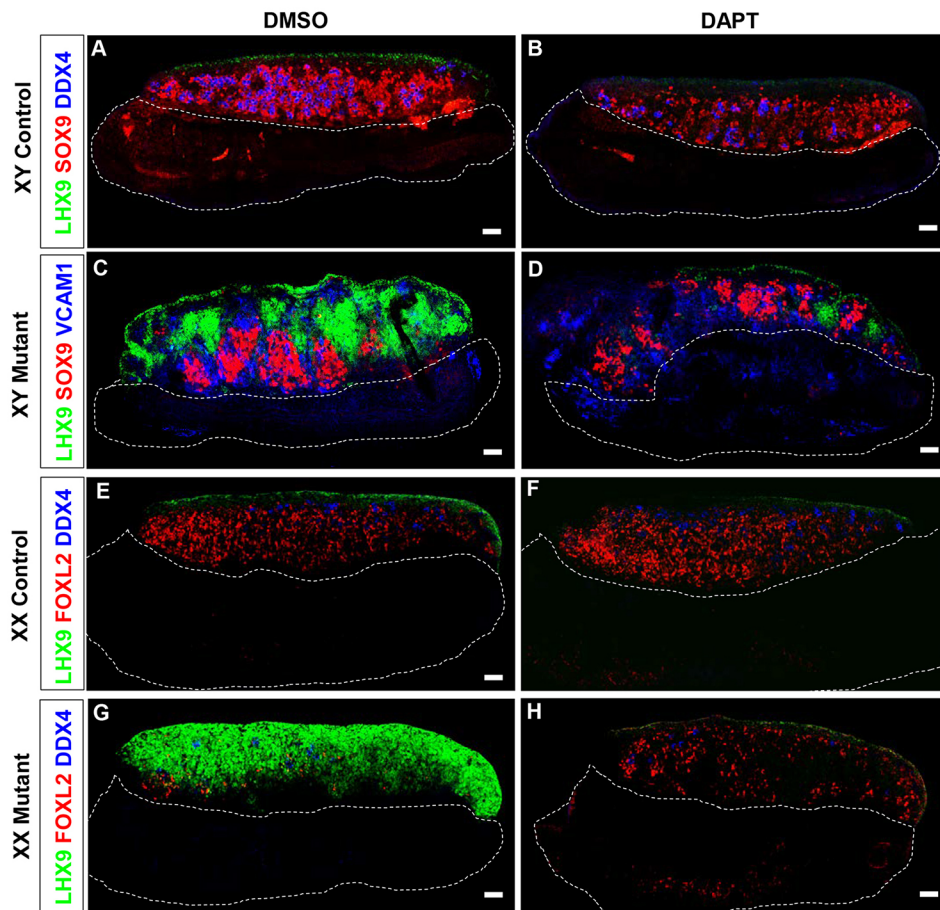 DMSO
DAPT
XY Control
LHX9 SOX9 DDX4
A
B
XY Mutant
LHX9 SOX9 VCAM1
C
D
XX Control
LHX9 FOXL2 DDX4
E
F
XX Mutant
LHX9 FOXL2 DDX4
G
H